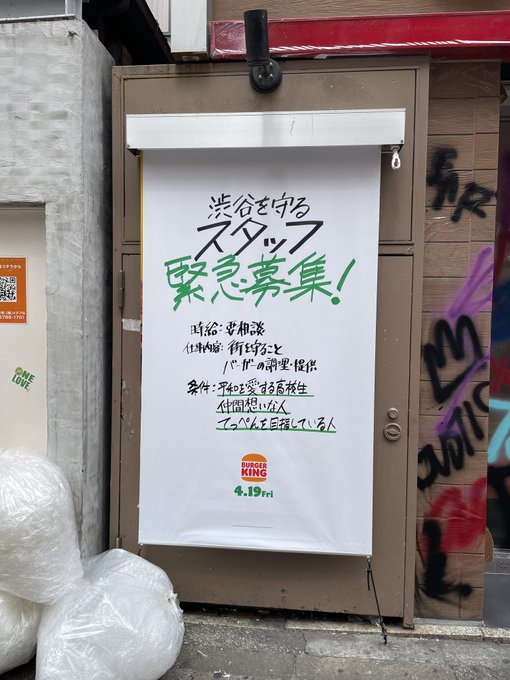 渋谷を守る
スタッフ
緊急募集!
時給:要相談
仕事内容:街を守ること
バーガーの調理・提供
条件:平和を愛する高校生
仲間想いな人
てっぺんを目指している人
BURGER
KING
4.19 Fri
ONE
LOVE